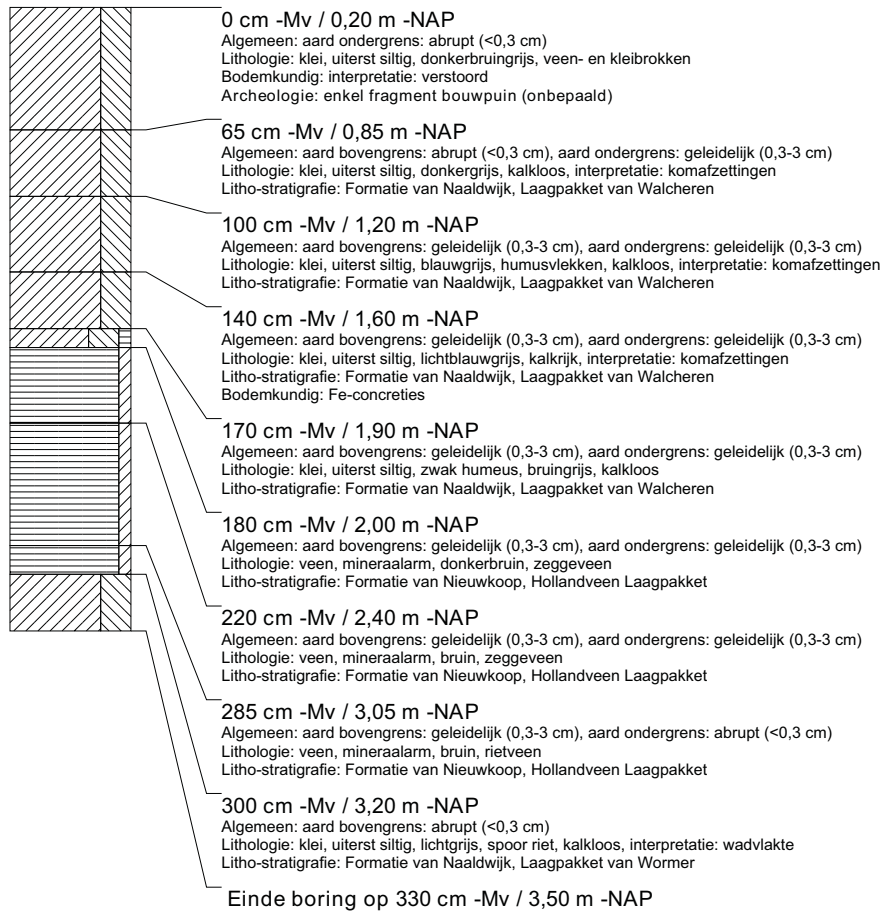 0 cm -Mv / 0,20 m -NAP
Algemeen: aard ondergrens: abrupt (<0,3 cm)
Lithologie: klei, uiterst siltig, donkerbruingrijs, veen- en kleibrokken
Bodemkundig: interpretatie: verstoord
Archeologie: enkel fragment bouwpuin (onbepaald)
65 cm -Mv / 0,85 m -NAP
Algemeen: aard bovengrens: abrupt (<0,3 cm), aard ondergrens: geleidelijk (0,3-3 cm)
Lithologie: klei, uiterst siltig, donkergrijs, kalkloos, interpretatie: komafzettingen
Litho-stratigrafie: Formatie van Naaldwijk, Laagpakket van Walcheren
100 cm -Mv / 1,20 m -NAP
Algemeen: aard bovengrens: geleidelijk (0,3-3 cm), aard ondergrens: geleidelijk (0,3-3 cm)
Lithologie: klei, uiterst siltig, blauwgrijs, humusvlekken, kalkloos, interpretatie: komafzettingen
Litho-stratigrafie: Formatie van Naaldwijk, Laagpakket van Walcheren
140 cm -Mv / 1,60 m -NAP
Algemeen: aard bovengrens: geleidelijk (0,3-3 cm), aard ondergrens: geleidelijk (0,3-3 cm)
Lithologie: klei, uiterst siltig, lichtblauwgrijs, kalkrijk, interpretatie: komafzettingen
Litho-stratigrafie: Formatie van Naaldwijk, Laagpakket van Walcheren
Bodemkundig: Fe-concreties
170 cm -Mv / 1,90 m -NAP
Algemeen: aard bovengrens: geleidelijk (0,3-3 cm), aard ondergrens: geleidelijk (0,3-3 cm)
Lithologie: klei, uiterst siltig, zwak humeus, bruingrijs, kalkloos
Litho-stratigrafie: Formatie van Naaldwijk, Laagpakket van Walcheren
180 cm -Mv / 2,00 m -NAP
Algemeen: aard bovengrens: geleidelijk (0,3-3 cm), aard ondergrens: geleidelijk (0,3-3 cm)
Lithologie: veen, mineraalarm, donkerbruin, zeggeveen
Litho-stratigrafie: Formatie van Nieuwkoop, Hollandveen Laagpakket
220 cm -Mv / 2,40 m -NAP
Algemeen: aard bovengrens: geleidelijk (0,3-3 cm), aard ondergrens: geleidelijk (0,3-3 cm)
Lithologie: veen, mineraalarm, bruin, zeggeveen
Litho-stratigrafie: Formatie van Nieuwkoop, Hollandveen Laagpakket
285 cm -Mv / 3,05 m -NAP
Algemeen: aard bovengrens: geleidelijk (0,3-3 cm), aard ondergrens: abrupt (<0,3 cm)
Lithologie: veen, mineraalarm, bruin, rietveen
Litho-stratigrafie: Formatie van Nieuwkoop, Hollandveen Laagpakket
300 cm -Mv / 3,20 m -NAP
Algemeen: aard bovengrens: abrupt (<0,3 cm)
Lithologie: klei, uiterst siltig, lichtgrijs, spoor riet, kalkloos, interpretatie: wadvlakte
Litho-stratigrafie: Formatie van Naaldwijk, Laagpakket van Wormer
Einde boring op 330 cm -Mv / 3,50 m -NAP